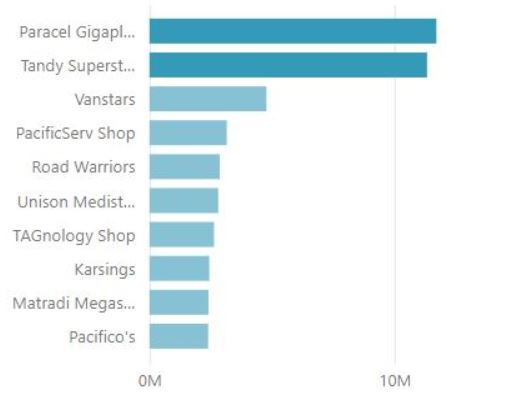 Paracel Gigapl...
Tandy Superst...
Vanstars
PacificServ Shop
Road Warriors
Unison Medist...
TAGnology Shop
Karsings
Matradi Megas...
Pacifico's
0M 10M